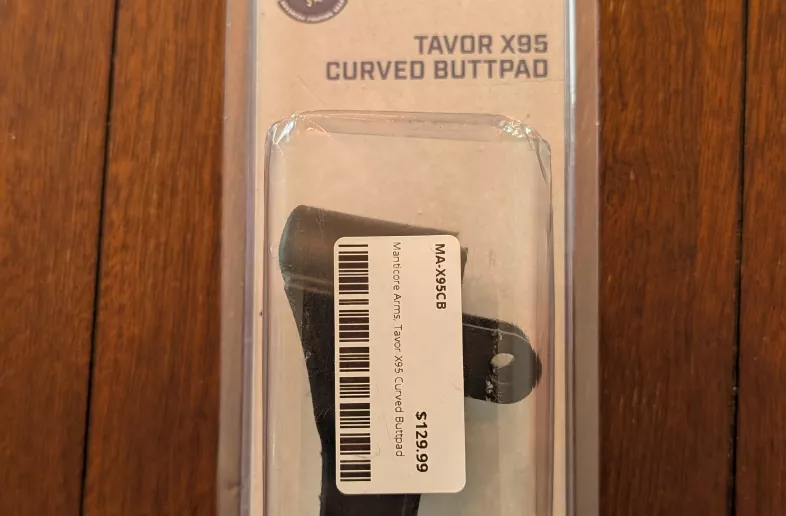 TAVOR X95
CURVED BUTTPAD
MA-X95CB
Manticore Arms, Tavor X95 Curved Buttpad
$129.99